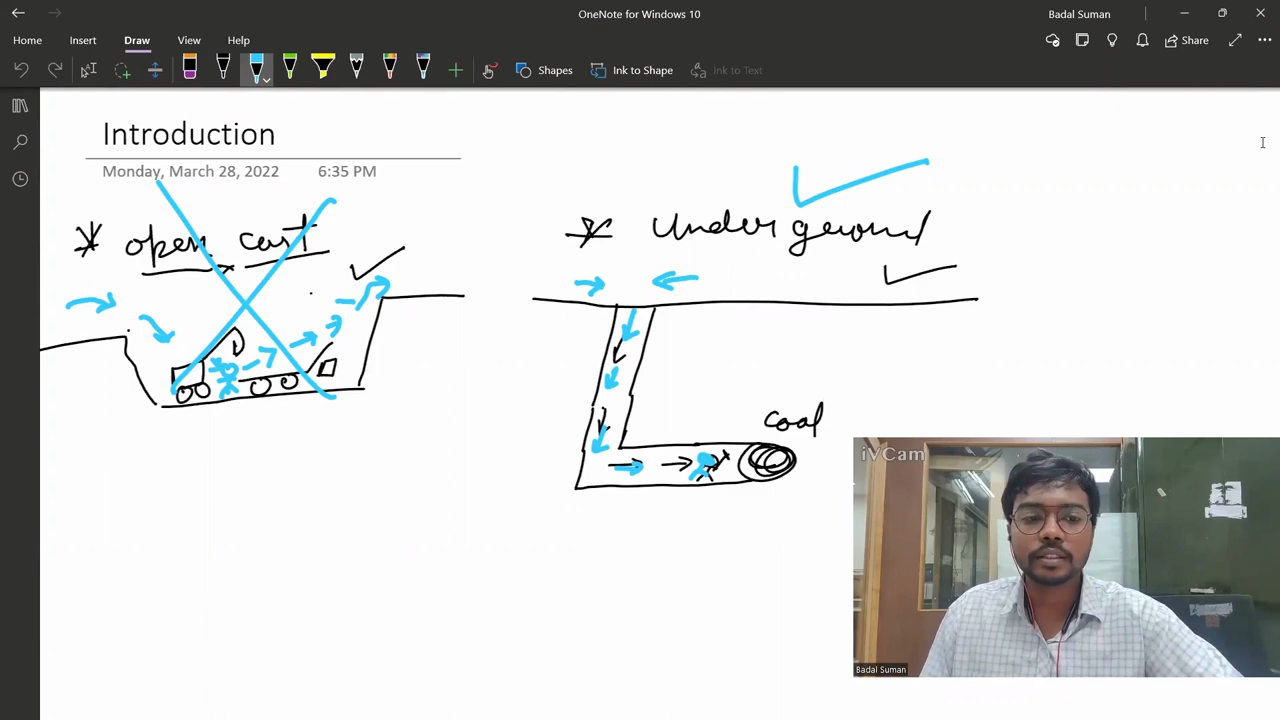 OneNote for Windows 10
Badal Suman
Home Insert Draw View Help
Share
Shapes Ink to Shape Ink to Text
Introduction
Monday, March 28, 2022 6:35 PM
* open cast
* Underground
coal
iVCam
Badal Suman